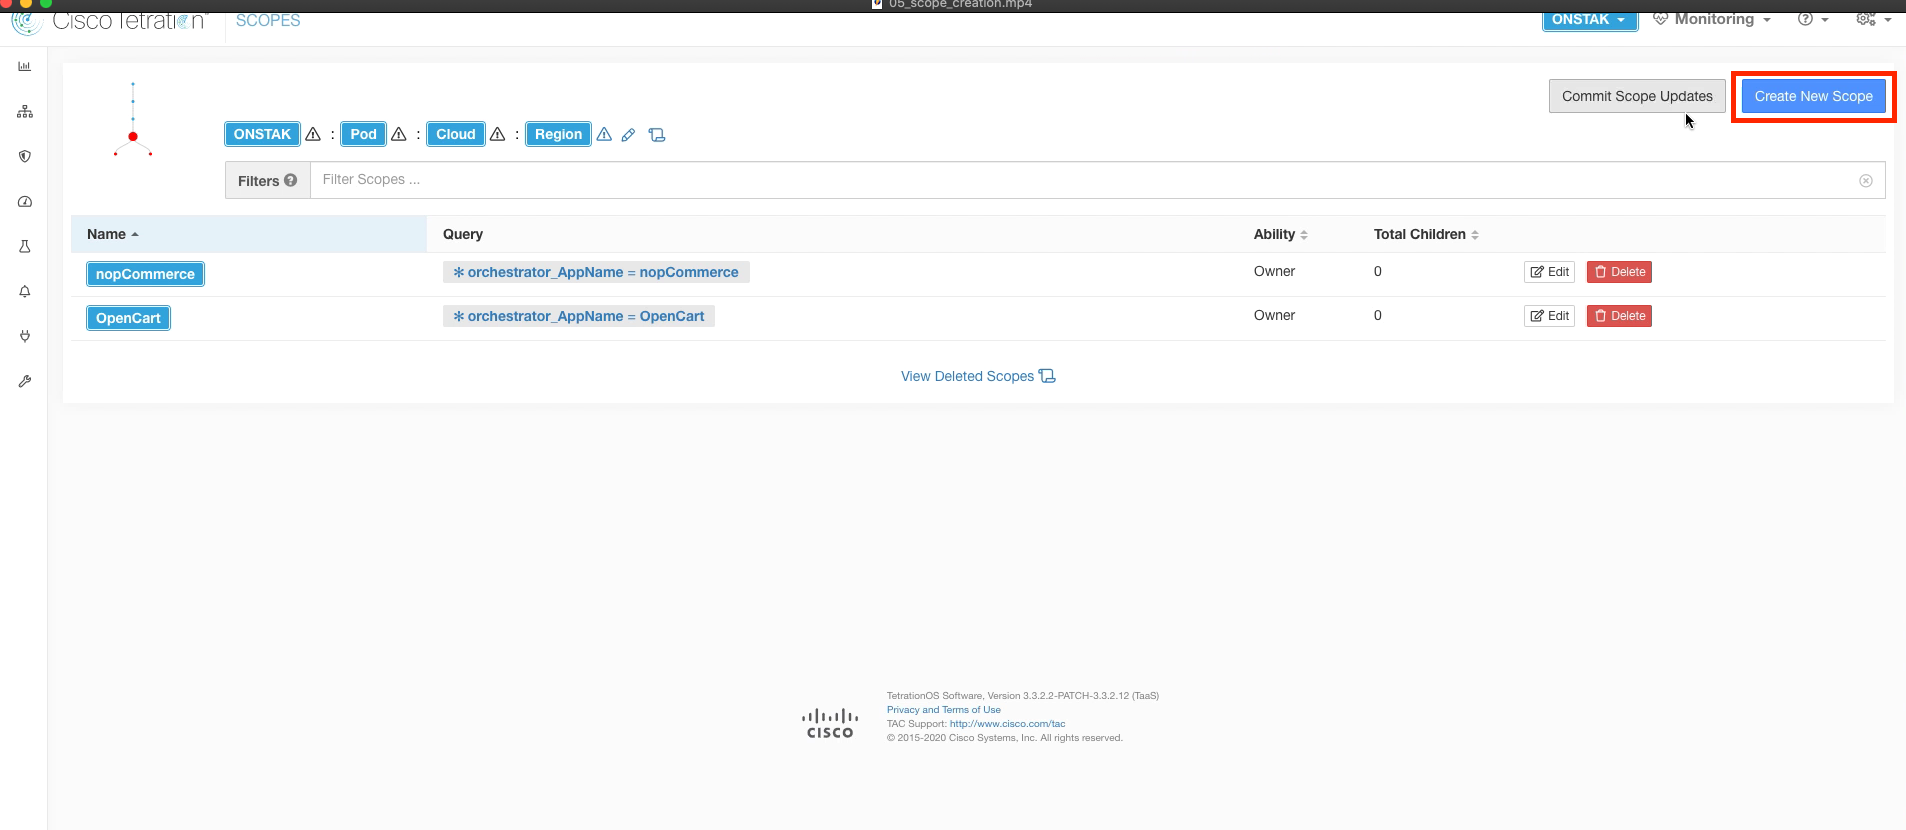 05_scope_creation.mp4
Cisco Tetration™ SCOPES ONSTAK Monitoring
Commit Scope Updates Create New Scope
ONSTAK : Pod : Cloud : Region
Filters Filter Scopes ...
Name Query Ability Total Children
nopCommerce * orchestrator_AppName = nopCommerce Owner 0 Edit Delete
OpenCart * orchestrator_AppName = OpenCart Owner 0 Edit Delete
View Deleted Scopes
TetrationOS Software, Version 3.3.2.2-PATCH-3.3.2.12 (TaaS)
Privacy and Terms of Use
TAC Support: http://www.cisco.com/tac
© 2015-2020 Cisco Systems, Inc. All rights reserved.
CISCO